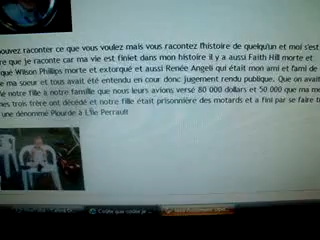 ouvez raconter ce que vous voulez mais vous racontez l'histoire de quelqu'un et moi s'est
re que je raconte car ma vie est finiet dans mon histoire il y a aussi Faith Hill morte et
qué Wilson Phillips morte et extorqué et aussi Renée Angeli qui était mon ami et l'ami de
e ma soeur et tous avait été entendu en cour donc jugement rendu publique. Que on avait
lé notre fille à notre famille que nous leurs avions, versé 80 000 dollars et 50 000 que ma m
nes trois frère ont décédé et notre fille était prisonnière des motards et a fini par se faire t
une dénommé Plourde à L'île Perrault